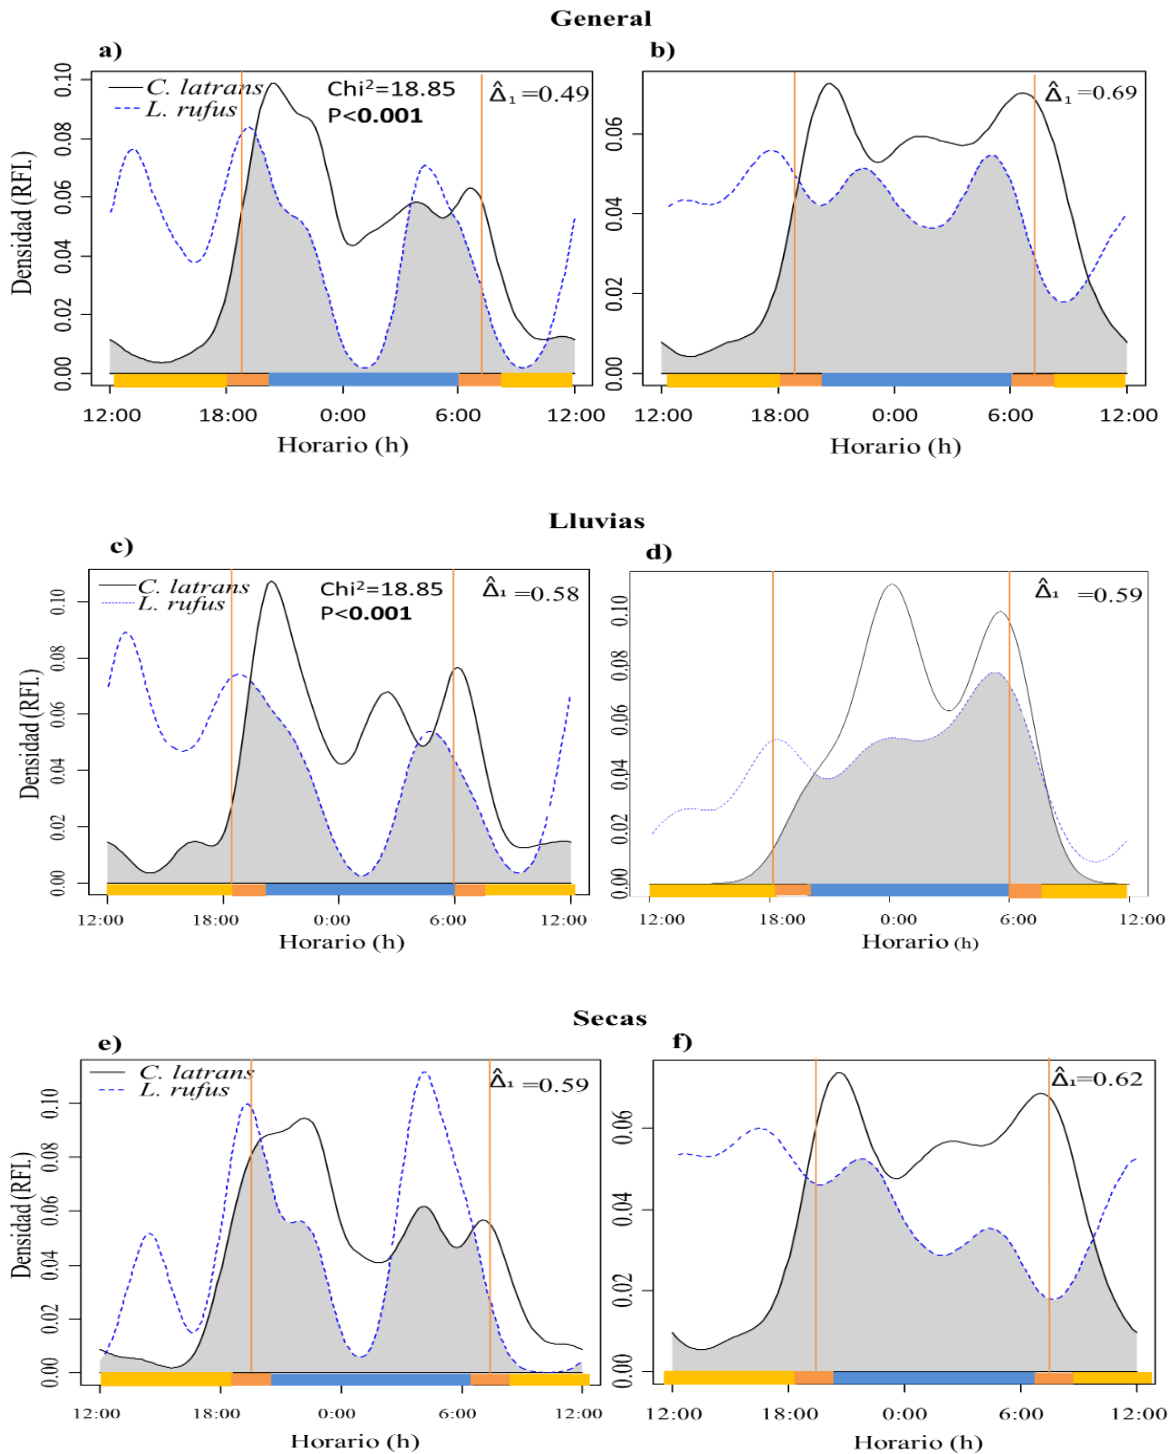 General
a)
C. latrans
L. rufus
Chi²=18.85
P<0.001
Δ̂₁=0.49
Densidad (RFI.)
0.10
0.08
0.06
0.04
0.02
0.00
12:00 18:00 0:00 6:00 12:00
Horario (h)
b)
Δ̂₁=0.69
0.06
0.04
0.02
0.00
12:00 18:00 0:00 6:00 12:00
Horario (h)
Lluvias
c)
C. latrans
L. rufus
Chi²=18.85
P<0.001
Δ̂₁=0.58
Densidad (RFI.)
0.10
0.08
0.06
0.04
0.02
0.00
12:00 18:00 0:00 6:00 12:00
Horario (h)
d)
Δ̂₁ =0.59
0.10
0.08
0.06
0.04
0.02
0.00
12:00 18:00 0:00 6:00 12:00
Horario (h)
Secas
e)
C. latrans
L. rufus
Δ̂₁=0.59
Densidad (RFI.)
0.10
0.08
0.06
0.04
0.02
0.00
12:00 18:00 0:00 6:00 12:00
Horario (h)
f)
Δ̂₁=0.62
0.06
0.04
0.02
0.00
12:00 18:00 0:00 6:00 12:00
Horario (h)